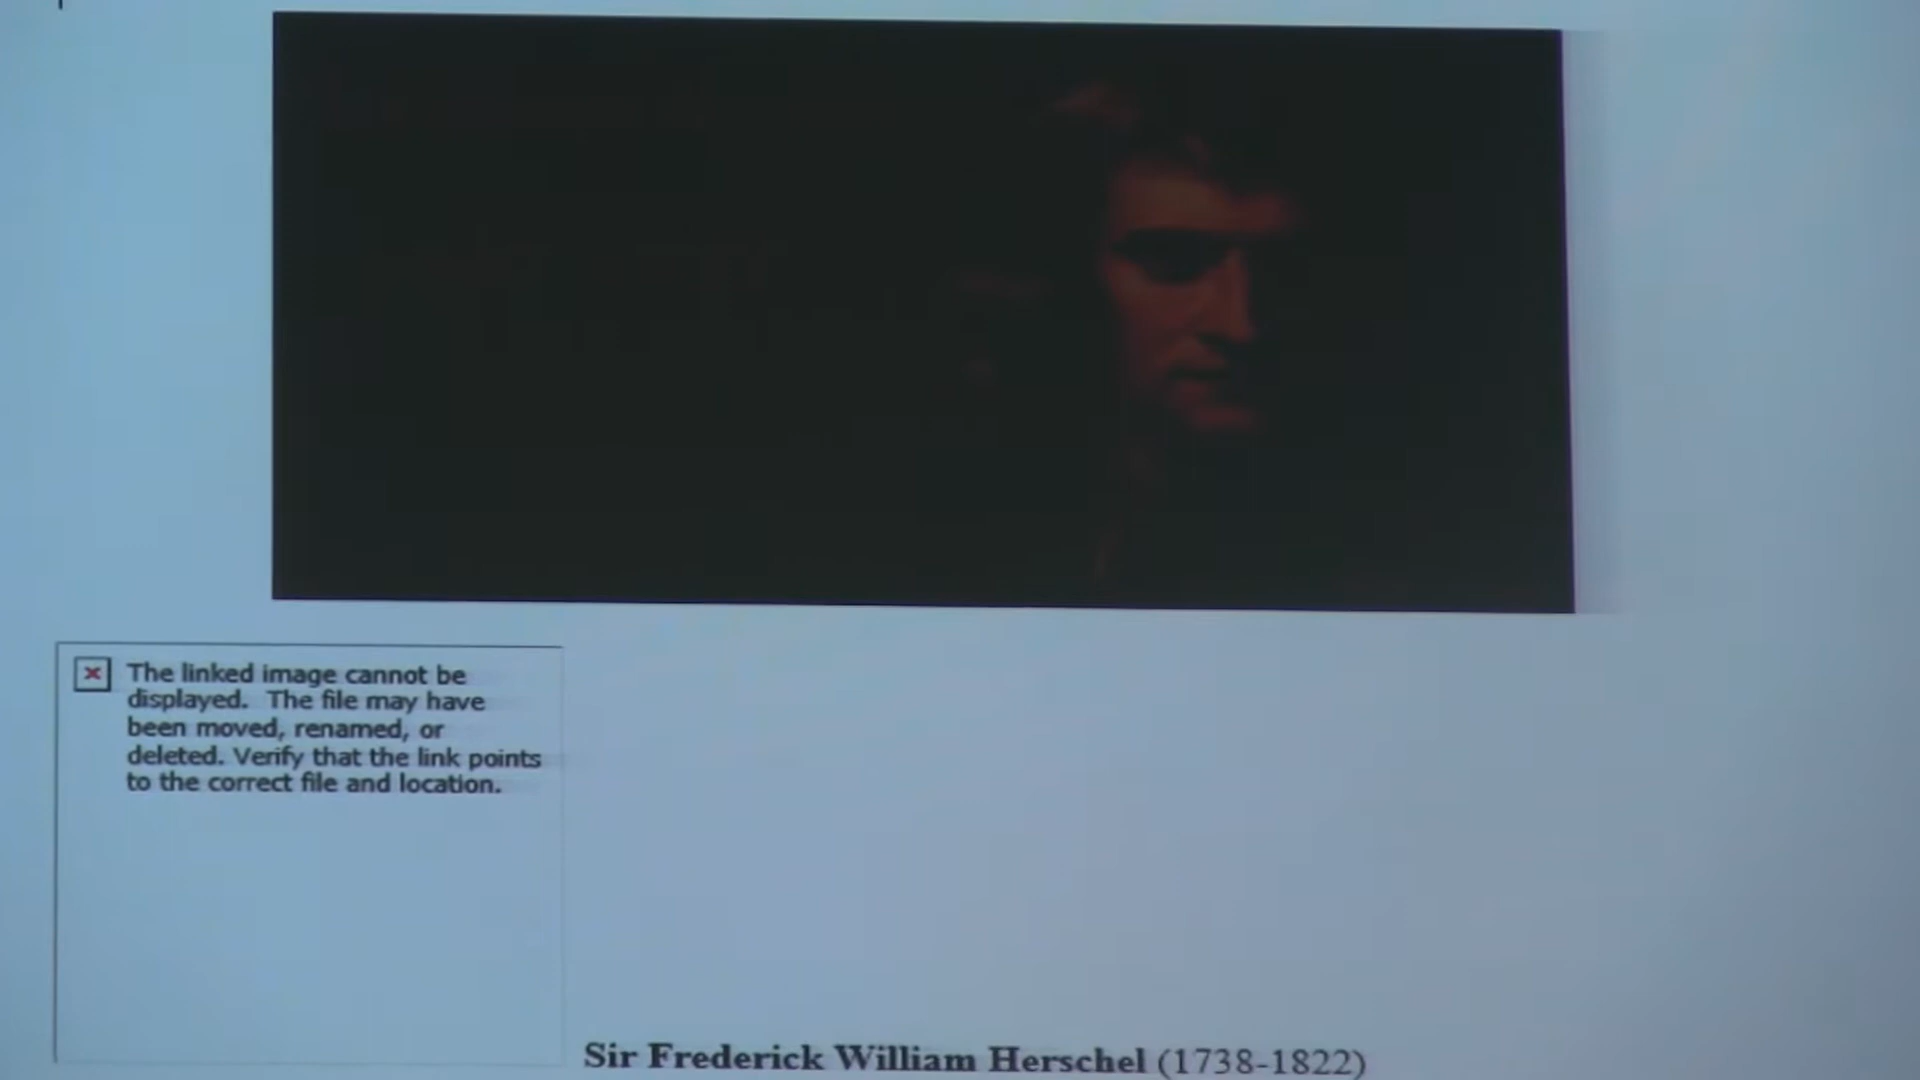 The linked image cannot be
displayed. The file may have
been moved, renamed, or
deleted. Verify that the link points
to the correct file and location.
Sir Frederick William Herschel (1738-1822)